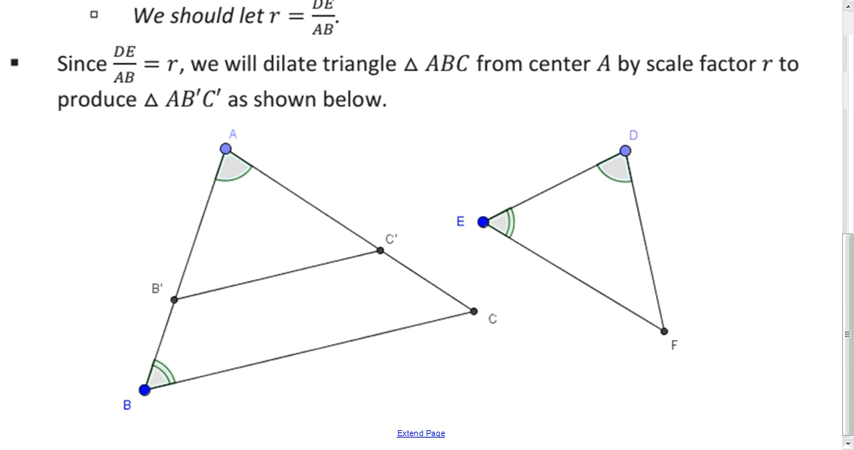 We should let r = DE/AB.
Since DE/AB = r, we will dilate triangle △ ABC from center A by scale factor r to
produce △ AB′C′ as shown below.
A
D
E
C'
B'
C
F
B
Extend Page